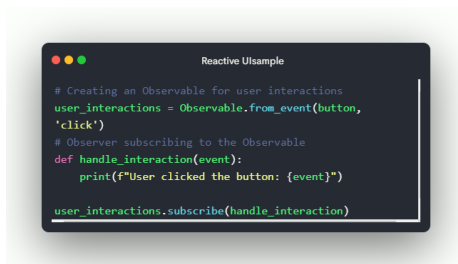 Reactive UIsample
# Creating an Observable for user interactions
user_interactions = Observable.from_event(button,
'click')
# Observer subscribing to the Observable
def handle_interaction(event):
    print(f"User clicked the button: {event}")
user_interactions.subscribe(handle_interaction)